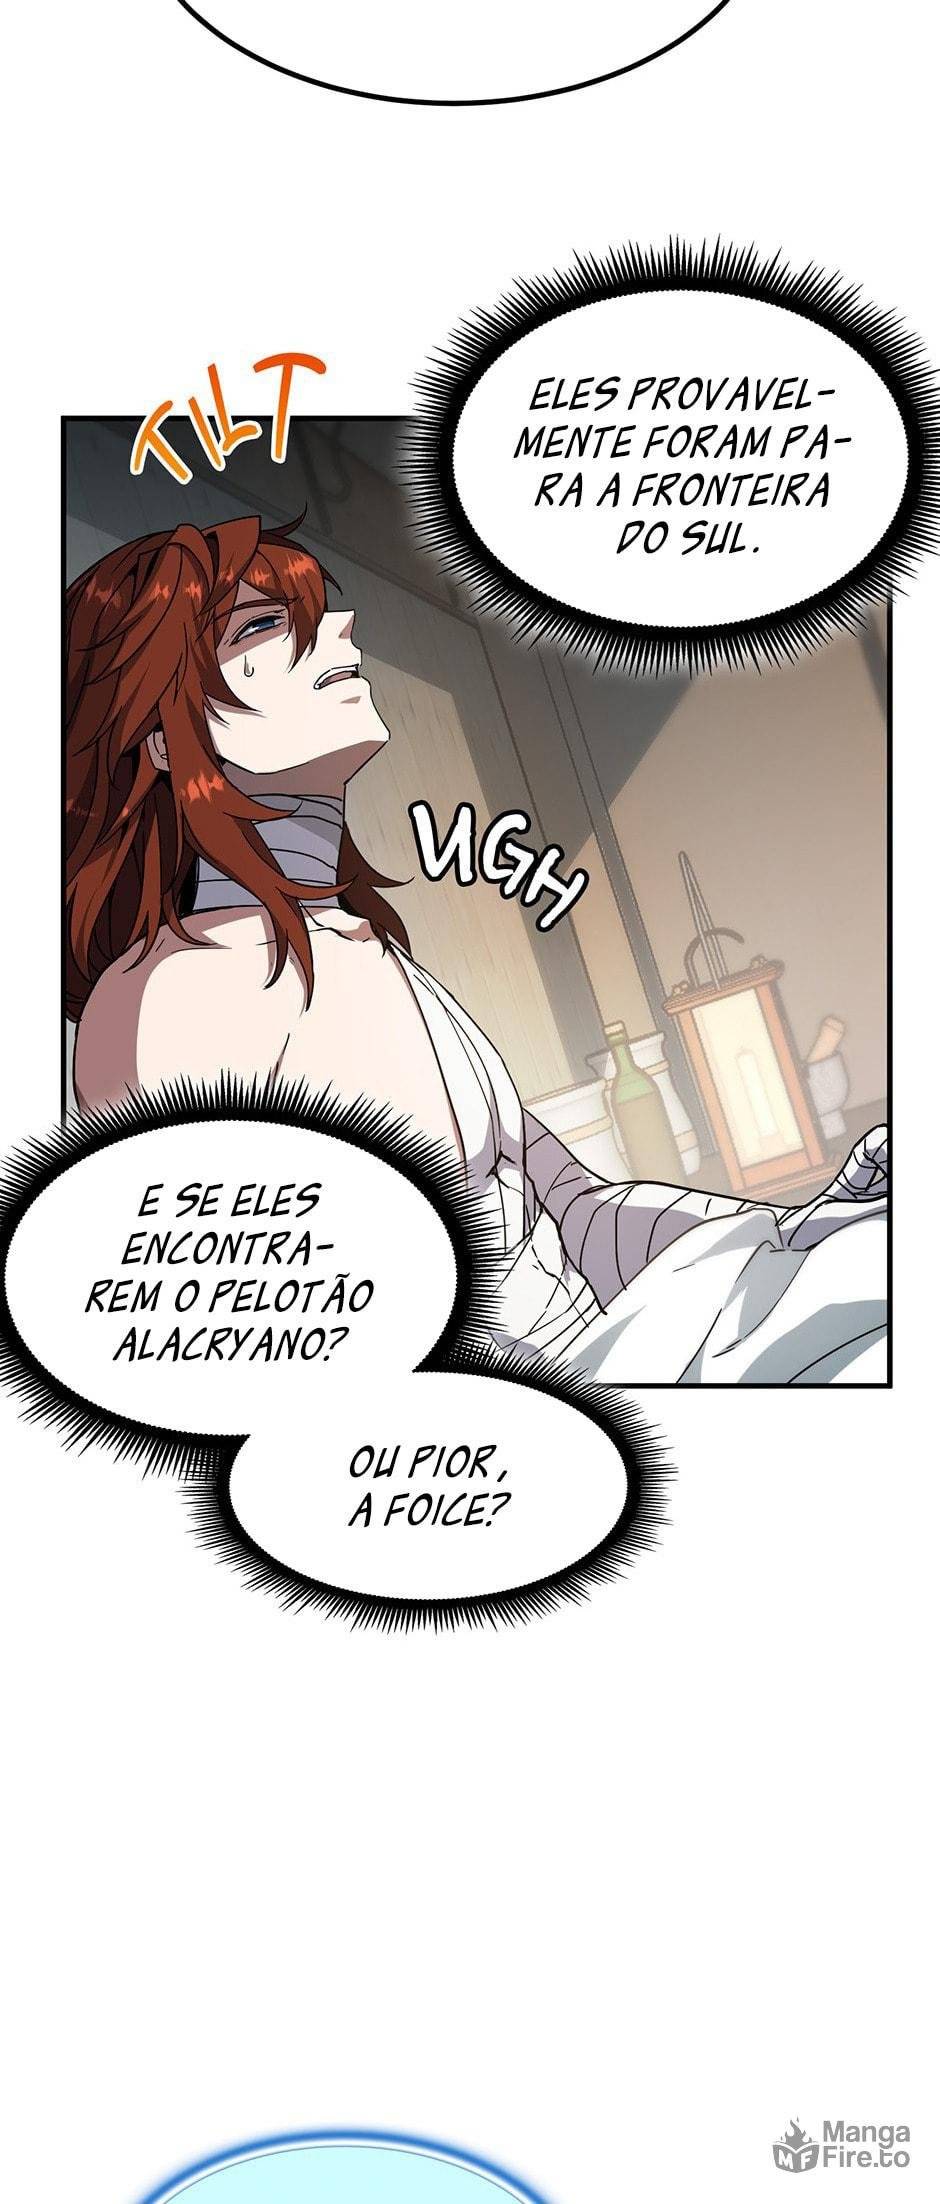 TILT
ELES PROVAVEL-
MENTE FORAM PA-
RA A FRONTEIRA
DO SUL.
UGH
E SE ELES
ENCONTRA-
REM O PELOTÃO
ALACRYANO?
OU PIOR,
A FOICE?
Manga
Fire.to
MF